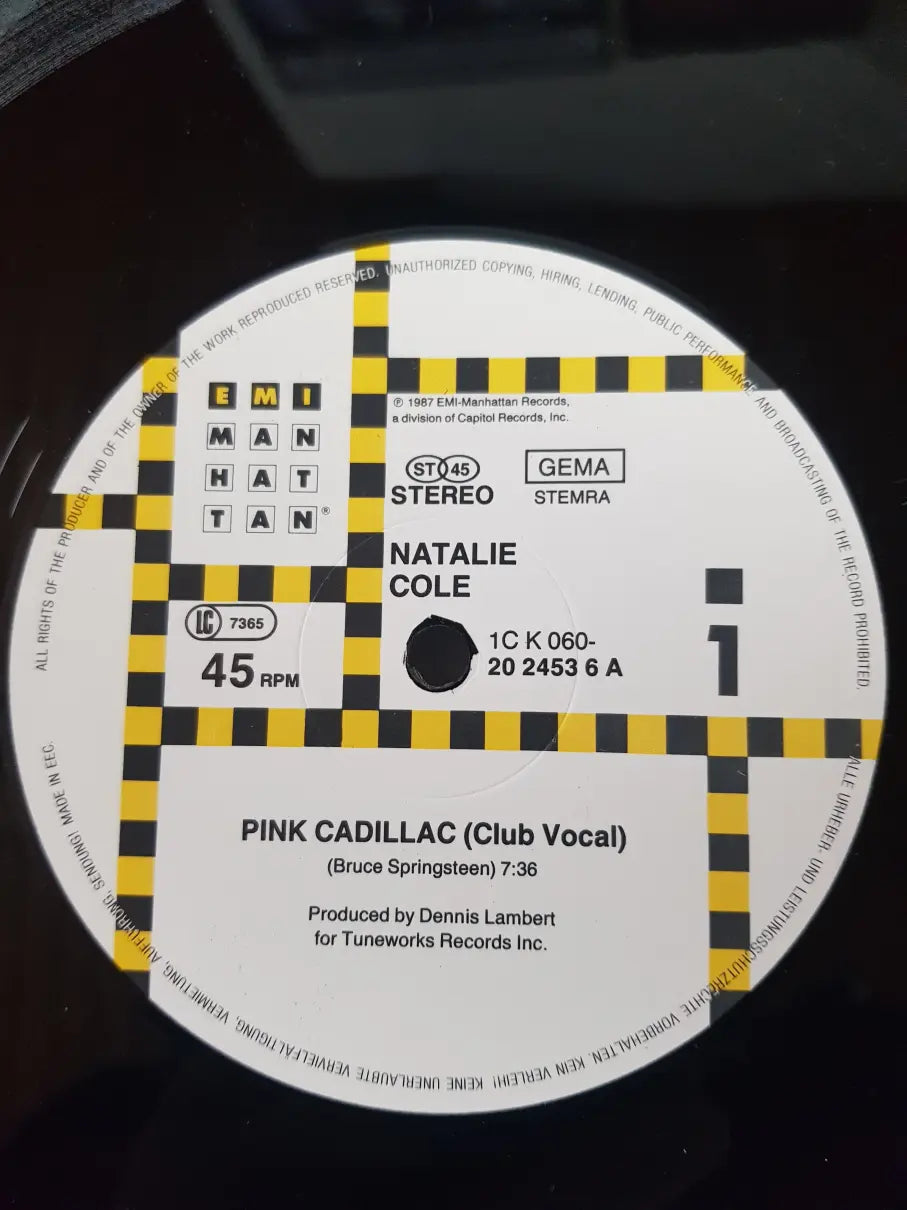 ALL RIGHTS OF THE PRODUCER AND OF THE OWNER OF THE WORK REPRODUCED RESERVED. UNAUTHORIZED COPYING, HIRING, LENDING, PUBLIC PERFORMANCE AND BROADCASTING OF THE RECORD PROHIBITED.
EMI
MAN
HAT
TAN®
℗ 1987 EMI-Manhattan Records,
a division of Capitol Records, Inc.
ST 45
STEREO
GEMA
STEMRA
NATALIE
COLE
LC 7365
45 RPM
1C K 060-
20 2453 6 A
1
PINK CADILLAC (Club Vocal)
(Bruce Springsteen) 7:36
Produced by Dennis Lambert
for Tuneworks Records Inc.
ALLE URHEBER- UND LEISTUNGSSCHUTZRECHTE VORBEHALTEN. KEIN VERLEIH! KEINE UNERLAUBTE VERVIELFÄLTIGUNG, VERMIETUNG, AUFFÜHRUNG, SENDUNG! MADE IN EEC.